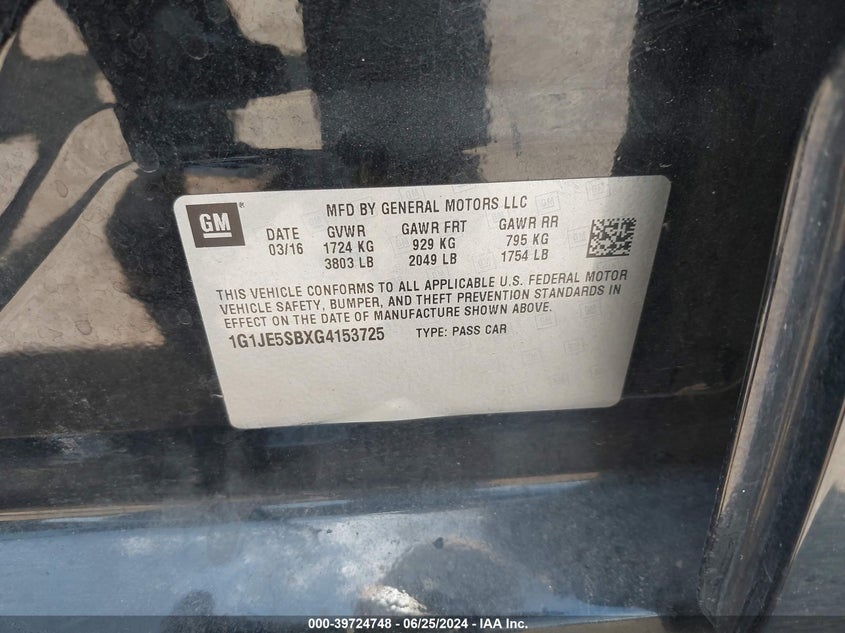 GM ®
MFD BY GENERAL MOTORS LLC
DATE GVWR GAWR FRT GAWR RR
03/16 1724 KG 929 KG 795 KG
3803 LB 2049 LB 1754 LB
THIS VEHICLE CONFORMS TO ALL APPLICABLE U.S. FEDERAL MOTOR
VEHICLE SAFETY, BUMPER, AND THEFT PREVENTION STANDARDS IN
EFFECT ON THE DATE OF MANUFACTURE SHOWN ABOVE.
1G1JE5SBXG4153725 TYPE: PASS CAR
000-39724748 - 06/25/2024 - IAA Inc.